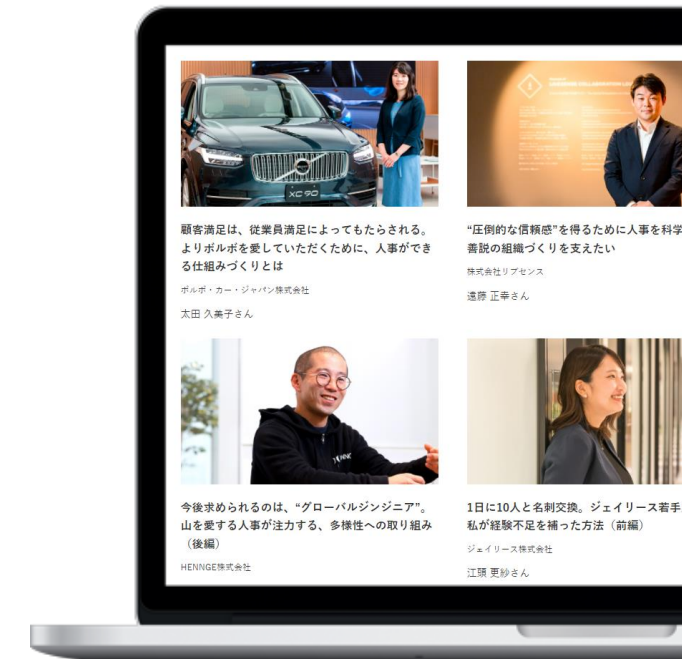 XC 90
顧客満足は、従業員満足によってもたらされる。
よりボルボを愛していただくために、人事ができ
る仕組みづくりとは
ボルボ・カー・ジャパン株式会社
太田 久美子さん
“圧倒的な信頼感”を得るために人事を科学
善説の組織づくりを支えたい
株式会社リブセンス
遠藤 正幸さん
今後求められるのは、“グローバルジンジニア”。
山を愛する人事が注力する、多様性への取り組み
（後編）
HENNGE株式会社
1日に10人と名刺交換。ジェイリース若手
私が経験不足を補った方法（前編）
ジェイリース株式会社
江頭 更紗さん